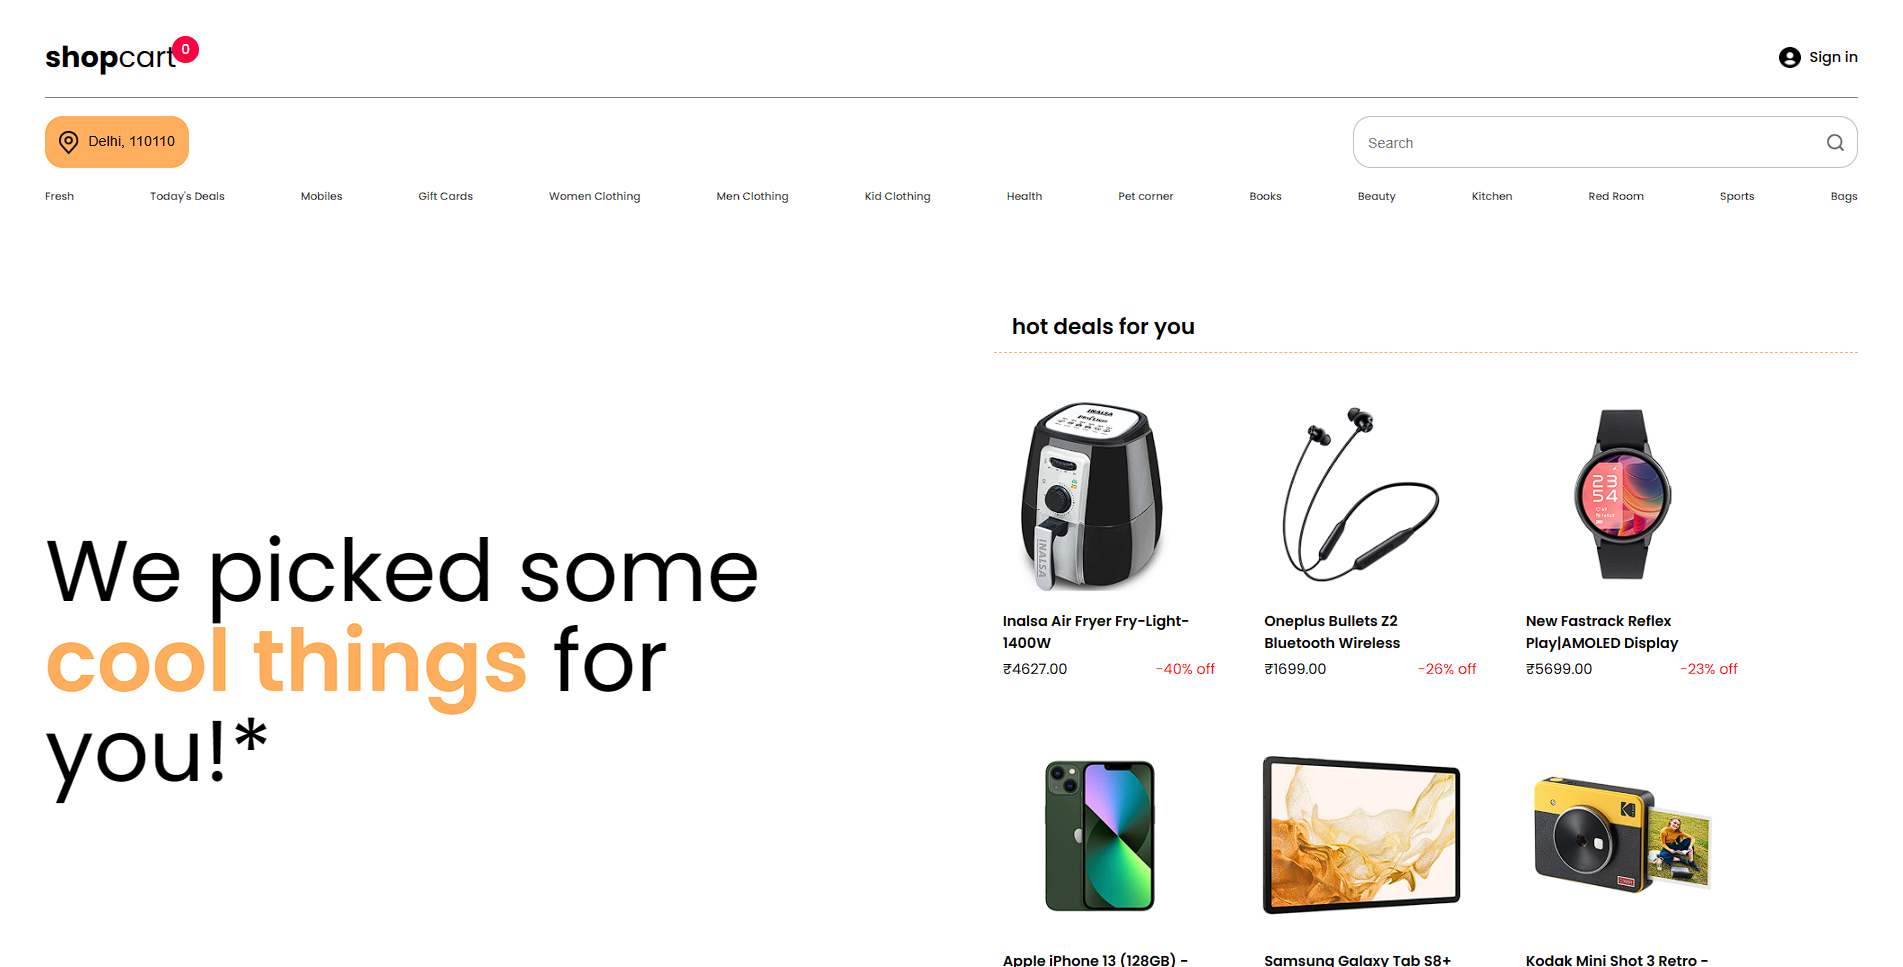 shopcart
0
Sign in
Delhi, 110110
Search
Fresh
Today's Deals
Mobiles
Gift Cards
Women Clothing
Men Clothing
Kid Clothing
Health
Pet corner
Books
Beauty
Kitchen
Red Room
Sports
Bags
We picked some
cool things for
you!*
hot deals for you
INALSA
INALSA
Inalsa Air Fryer Fry-Light-
1400W
₹4627.00
-40% off
Oneplus Bullets Z2
Bluetooth Wireless
₹1699.00
-26% off
23
54
New Fastrack Reflex
Play|AMOLED Display
₹5699.00
-23% off
Apple iPhone 13 (128GB) -
Samsung Galaxy Tab S8+
Kodak Mini Shot 3 Retro -